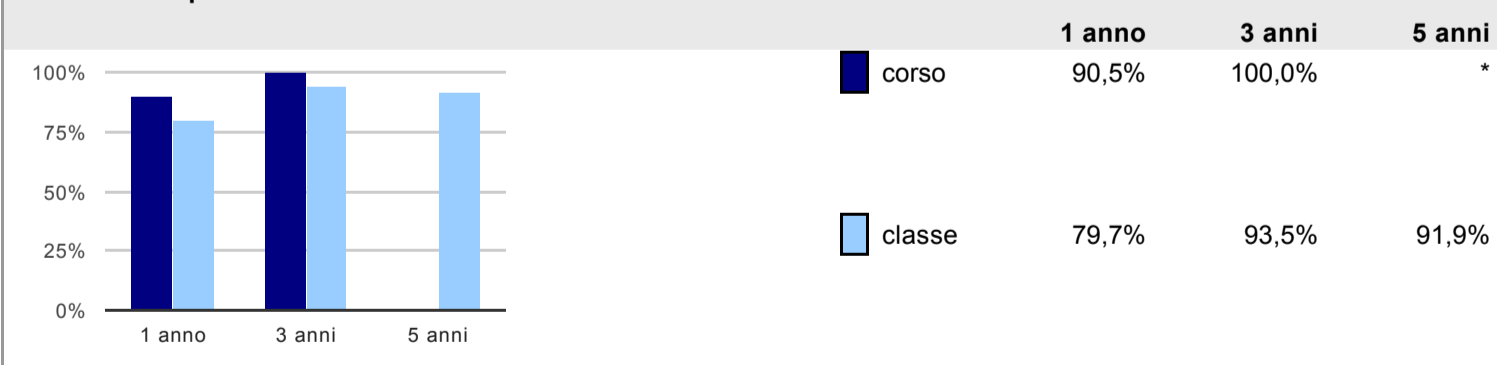 1 anno 3 anni 5 anni
100%
75%
50%
25%
0%
1 anno 3 anni 5 anni
corso 90,5% 100,0% *
classe 79,7% 93,5% 91,9%